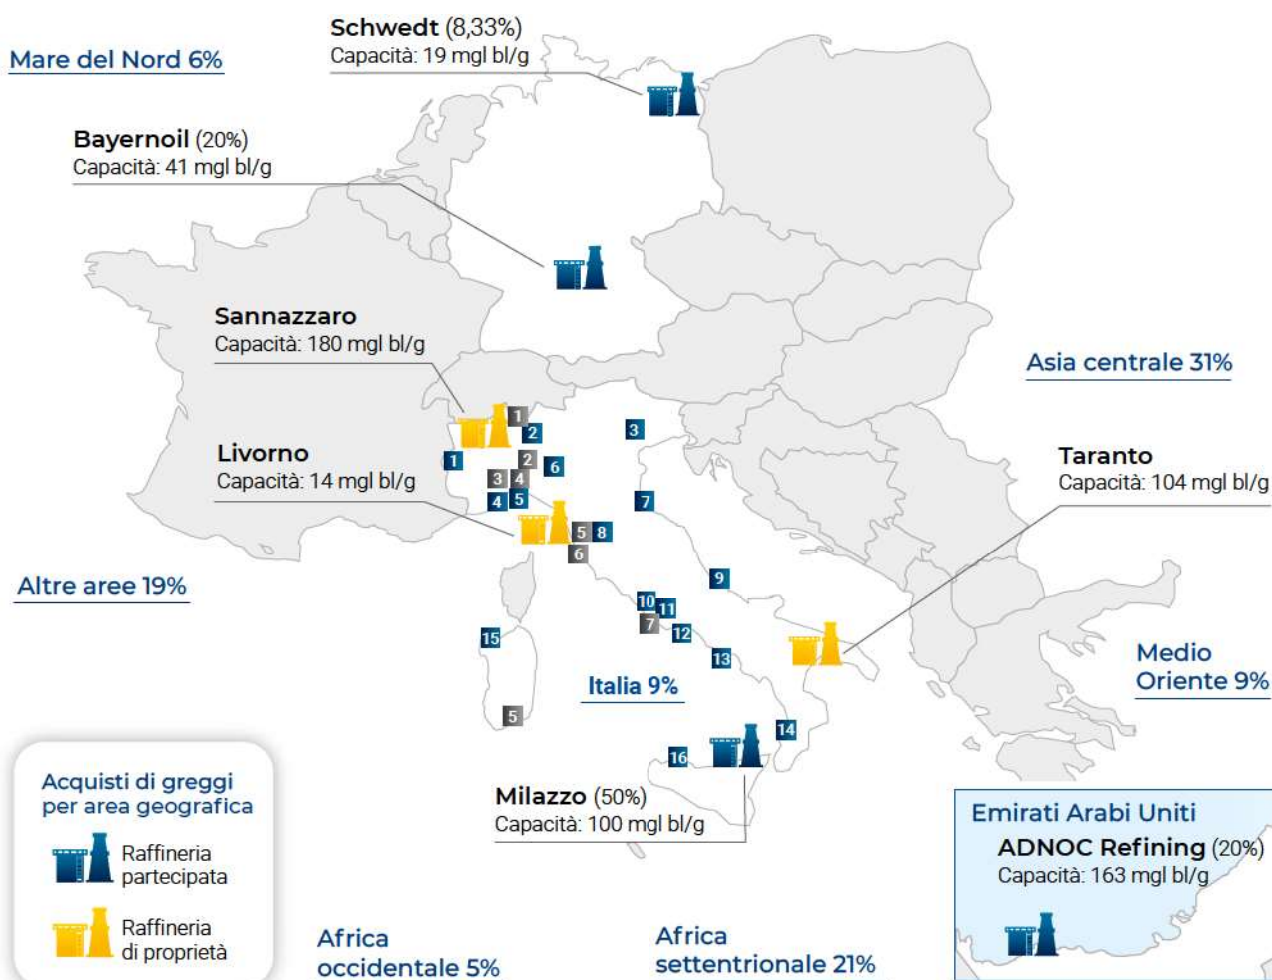 Schwedt (8,33%)
Capacità: 19 mgl bl/g
Mare del Nord 6%
Bayernoil (20%)
Capacità: 41 mgl bl/g
Sannazzaro
Capacità: 180 mgl bl/g
Asia centrale 31%
1
2
3
Livorno
Capacità: 14 mgl bl/g
1
2
6
3
4
4
5
7
Taranto
Capacità: 104 mgl bl/g
5
8
6
Altre aree 19%
9
10
11
7
12
15
13
Medio
Oriente 9%
Italia 9%
5
14
16
Milazzo (50%)
Capacità: 100 mgl bl/g
Acquisti di greggi
per area geografica
Raffineria
partecipata
Raffineria
di proprietà
Emirati Arabi Uniti
ADNOC Refining (20%)
Capacità: 163 mgl bl/g
Africa
occidentale 5%
Africa
settentrionale 21%